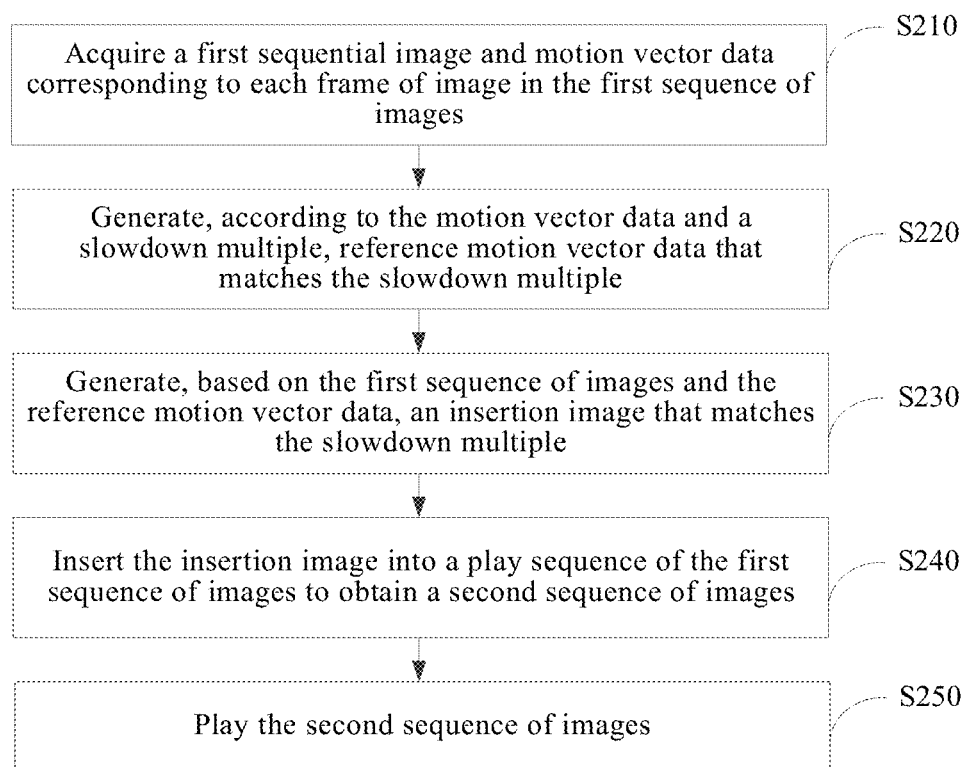 S210
Acquire a first sequential image and motion vector data
corresponding to each frame of image in the first sequence of
images
S220
Generate, according to the motion vector data and a
slowdown multiple, reference motion vector data that
matches the slowdown multiple
S230
Generate, based on the first sequence of images and the
reference motion vector data, an insertion image that matches
the slowdown multiple
S240
Insert the insertion image into a play sequence of the first
sequence of images to obtain a second sequence of images
S250
Play the second sequence of images